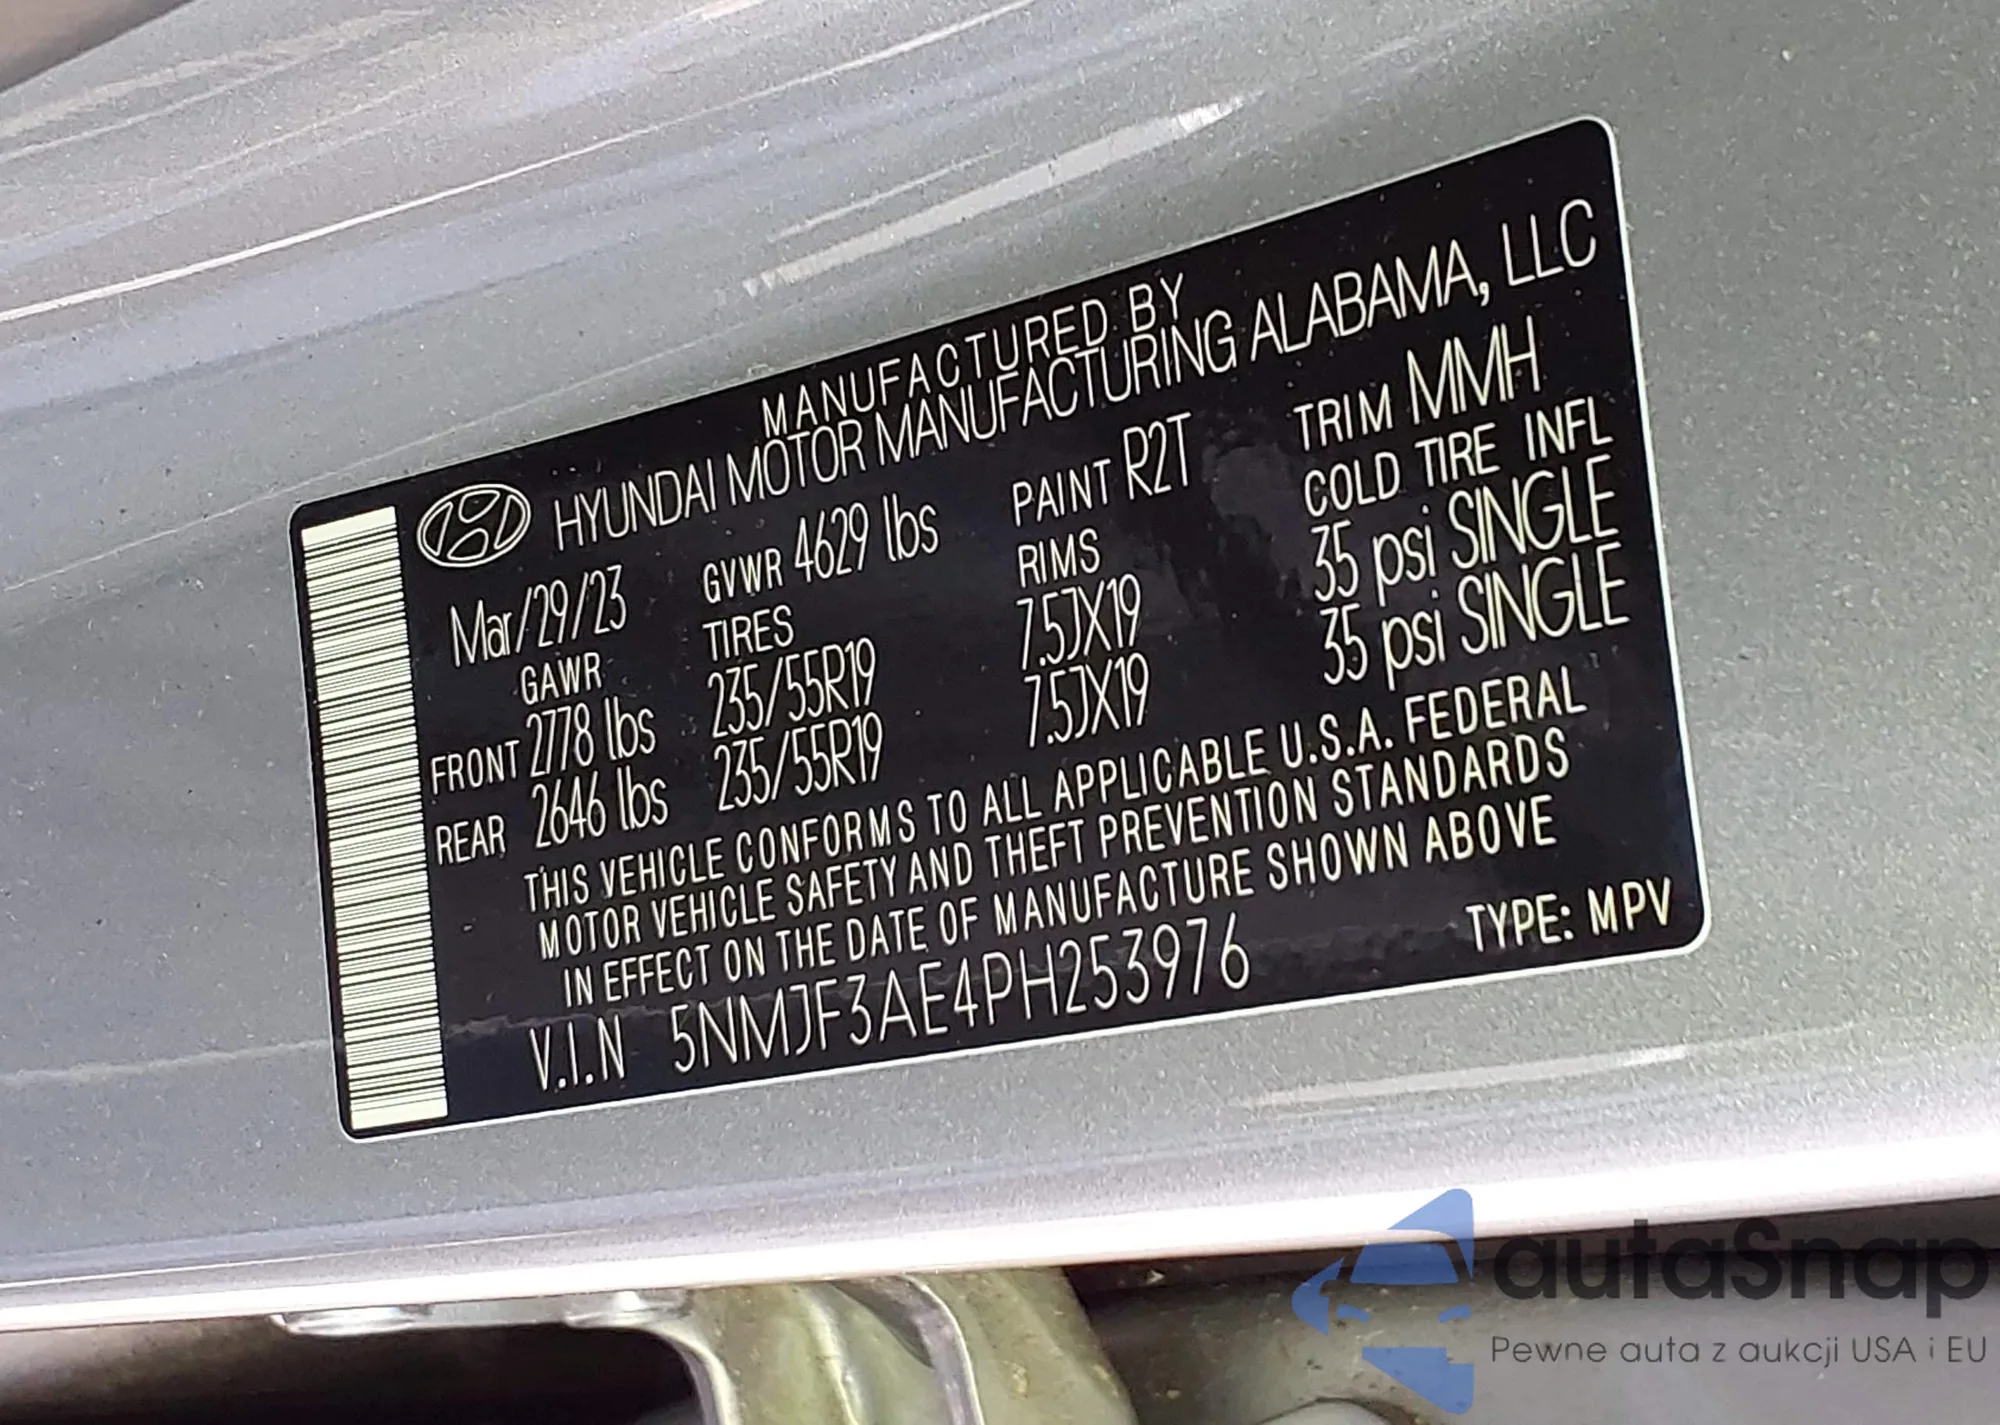 MANUFACTURED BY
HYUNDAI MOTOR MANUFACTURING ALABAMA, LLC
Mar/29/23 GVWR 4629 lbs PAINT R2T TRIM MMH
GAWR TIRES RIMS COLD TIRE INFL
FRONT 2778 lbs 235/55R19 7.5JX19 35 psi SINGLE
REAR 2646 lbs 235/55R19 7.5JX19 35 psi SINGLE
THIS VEHICLE CONFORMS TO ALL APPLICABLE U.S.A. FEDERAL
MOTOR VEHICLE SAFETY AND THEFT PREVENTION STANDARDS
IN EFFECT ON THE DATE OF MANUFACTURE SHOWN ABOVE
V.I.N 5NMJF3AE4PH253976 TYPE: MPV
autaSnap
Pewne auta z aukcji USA i EU